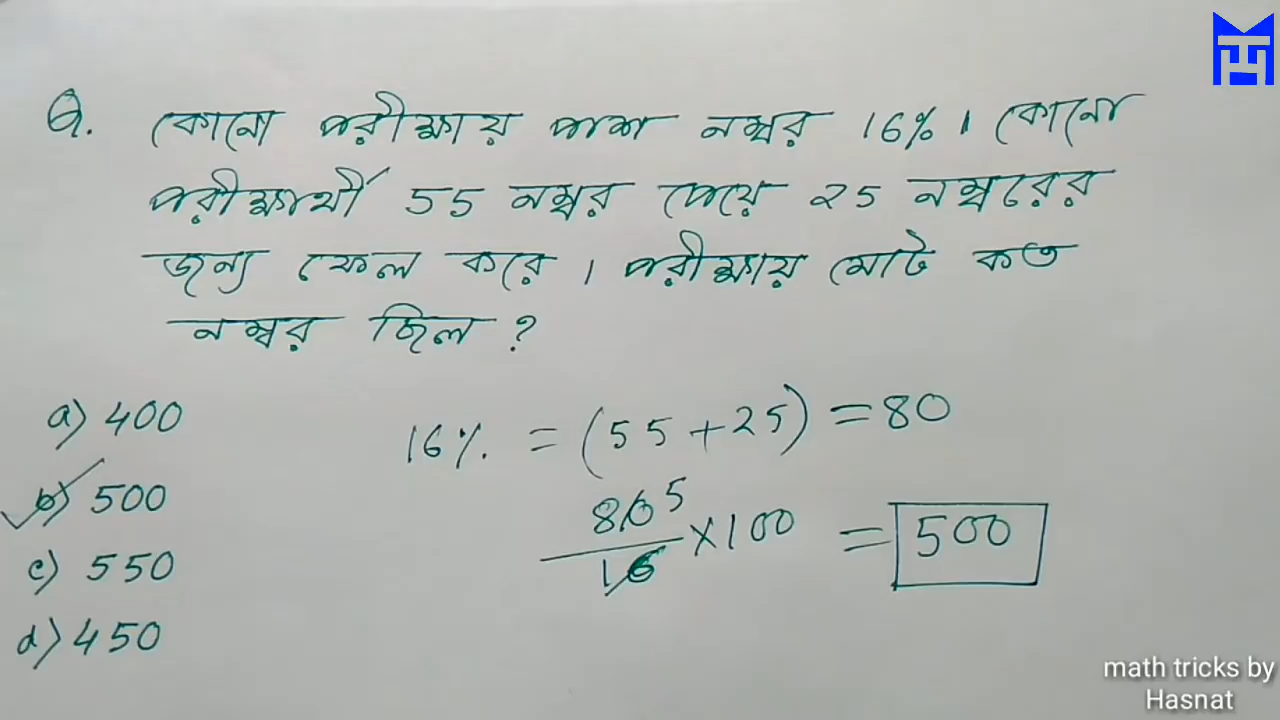 Q. কোনো পরীক্ষায় পাশ নম্বর 16%। কোনো
পরীক্ষার্থী 55 নম্বর পেয়ে 25 নম্বরের
জন্য ফেল করে। পরীক্ষায় মোট কত
নম্বর ছিল?
a) 400
16% = (55+25) = 80
b) 500
80 5
16 ×100 = 500
c) 550
d) 450
math tricks by
Hasnat